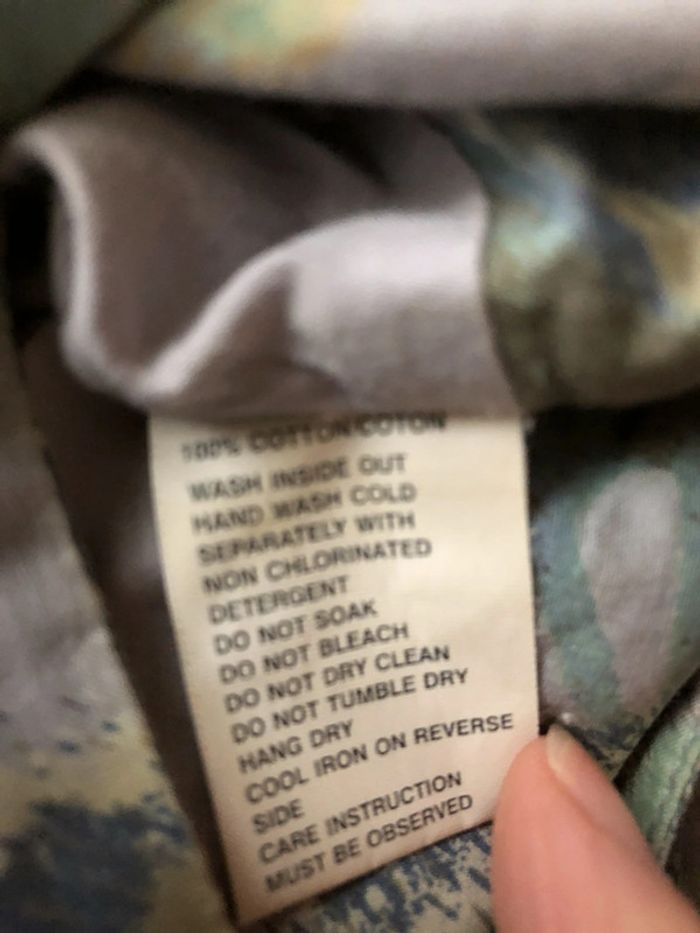 100% COTTON/COTON
WASH INSIDE OUT
HAND WASH COLD
SEPARATELY WITH
NON CHLORINATED
DETERGENT
DO NOT SOAK
DO NOT BLEACH
DO NOT DRY CLEAN
DO NOT TUMBLE DRY
HANG DRY
COOL IRON ON REVERSE
SIDE
CARE INSTRUCTION
MUST BE OBSERVED